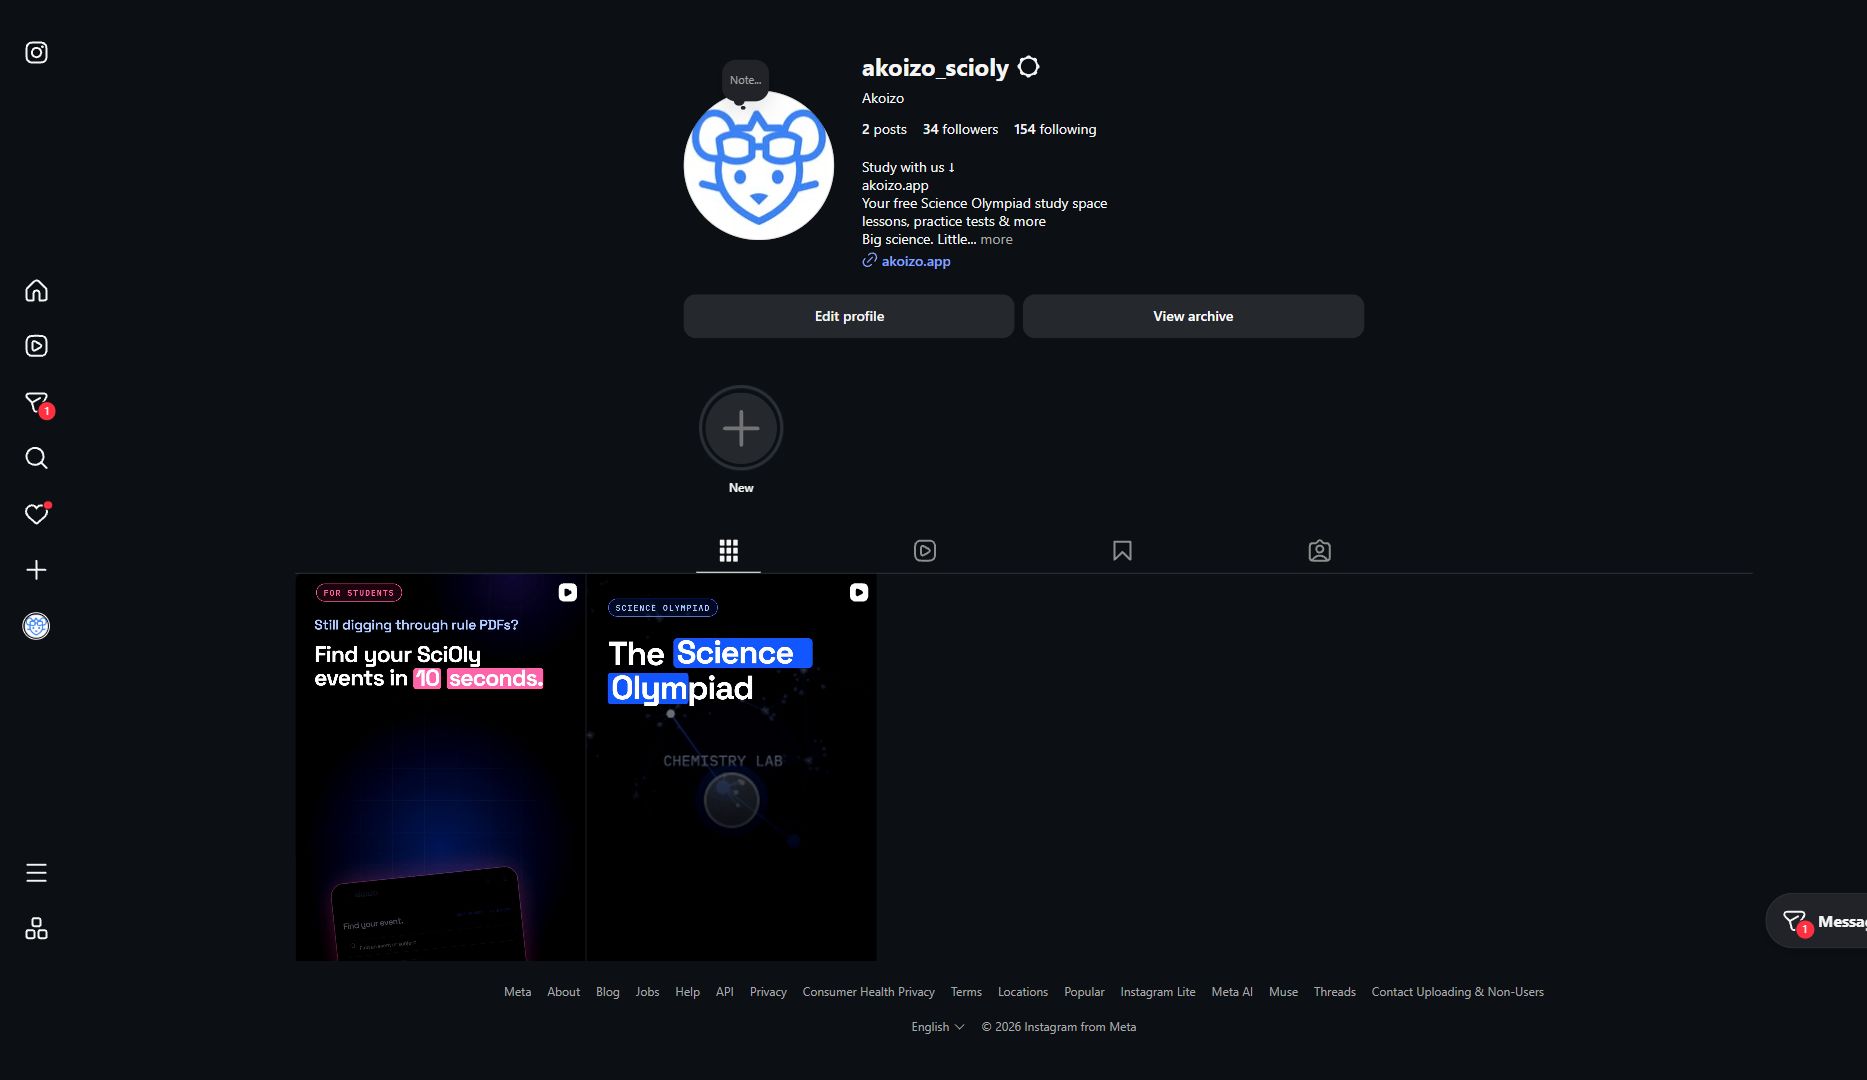 Note...
akoizo_scioly
Akoizo
2 posts 34 followers 154 following
Study with us ↓
akoizo.app
Your free Science Olympiad study space
lessons, practice tests & more
Big science. Little... more
akoizo.app
Edit profile View archive
1
New
FOR STUDENTS
Still digging through rule PDFs?
Find your SciOly
events in 10 seconds.
Find your event.
SCIENCE OLYMPIAD
The Science
Olympiad
CHEMISTRY LAB
1
Meta About Blog Jobs Help API Privacy Consumer Health Privacy Terms Locations Popular Instagram Lite Meta AI Muse Threads Contact Uploading & Non-Users
English © 2026 Instagram from Meta